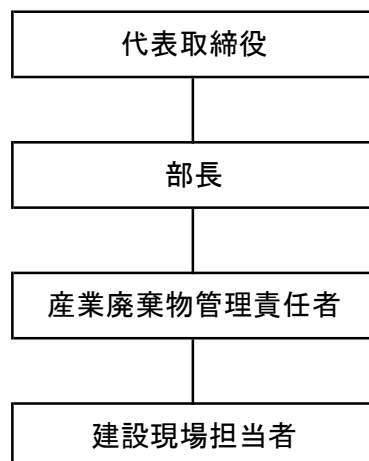 代表取締役
部長
産業廃棄物管理責任者
建設現場担当者